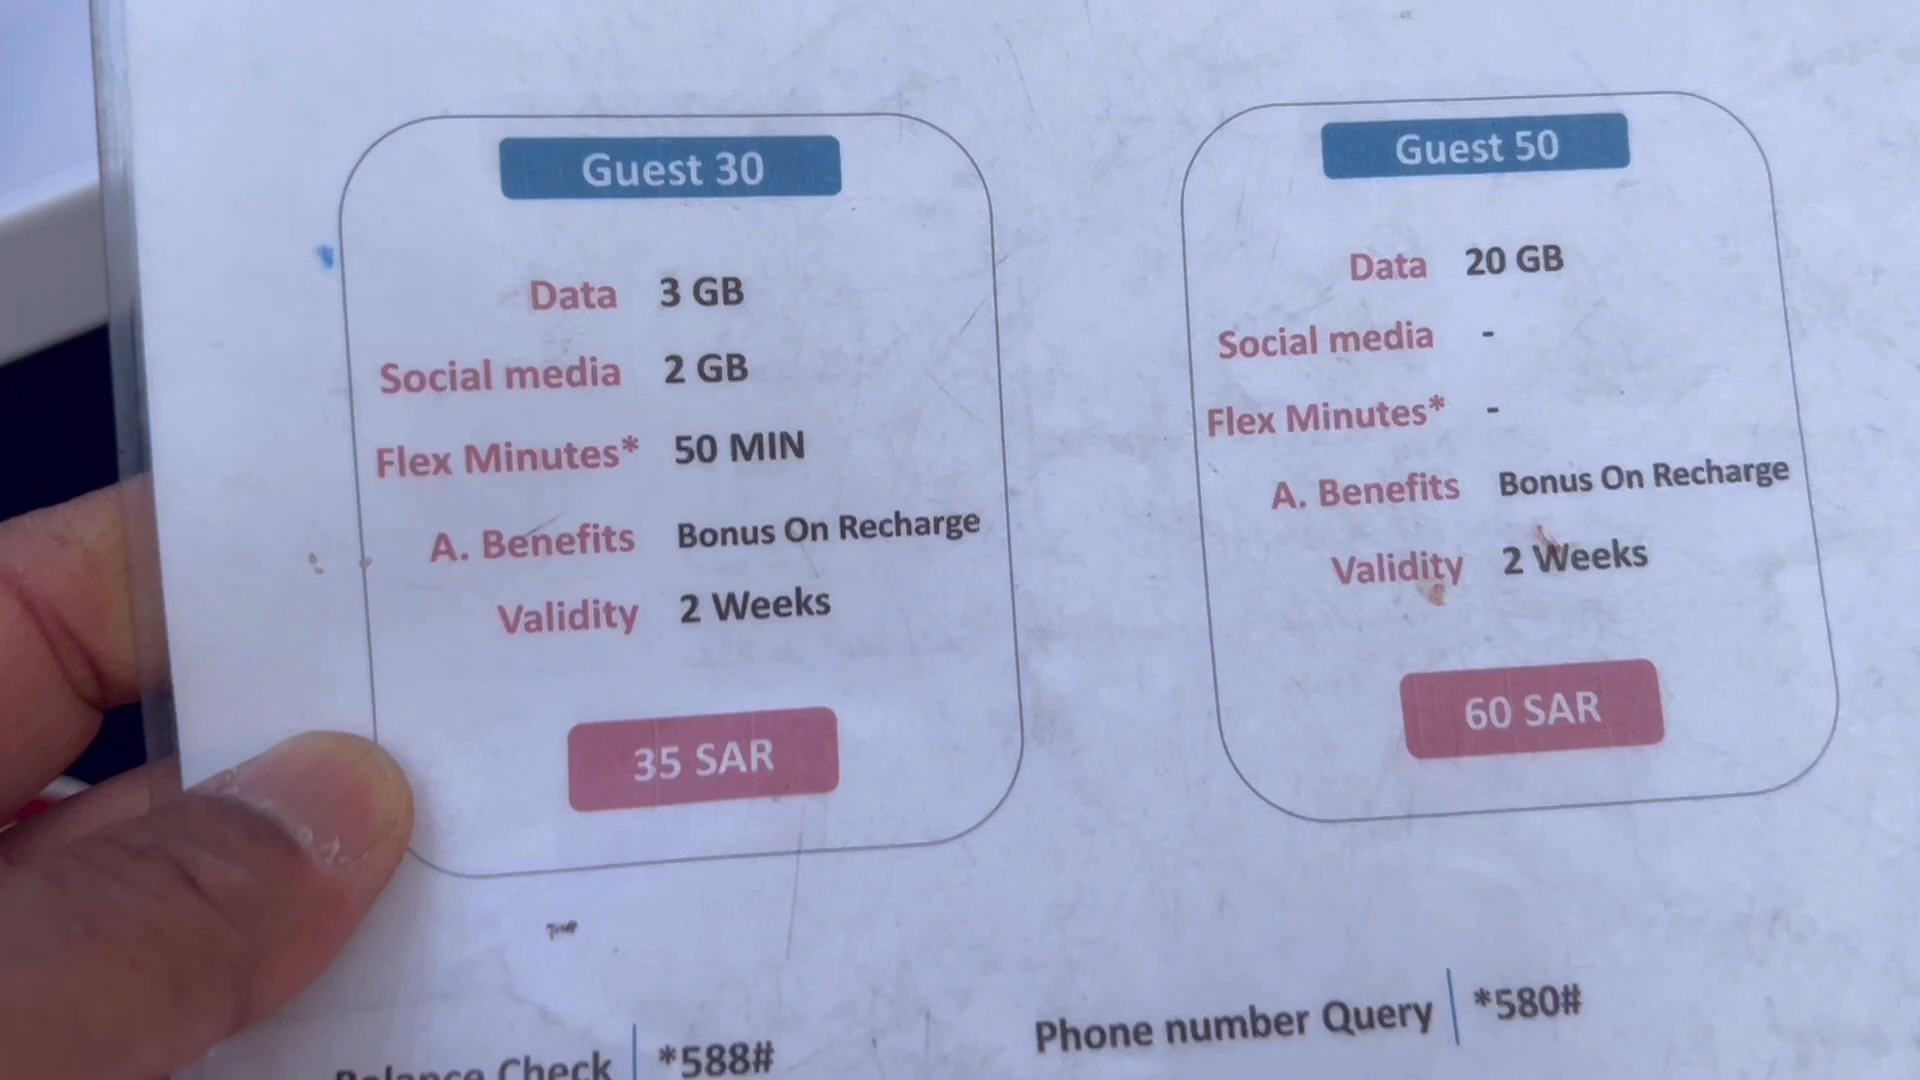 Guest 30
Data 3 GB
Social media 2 GB
Flex Minutes* 50 MIN
A. Benefits Bonus On Recharge
Validity 2 Weeks
35 SAR
Guest 50
Data 20 GB
Social media -
Flex Minutes* -
A. Benefits Bonus On Recharge
Validity 2 Weeks
60 SAR
Balance Check *588#
Phone number Query *580#